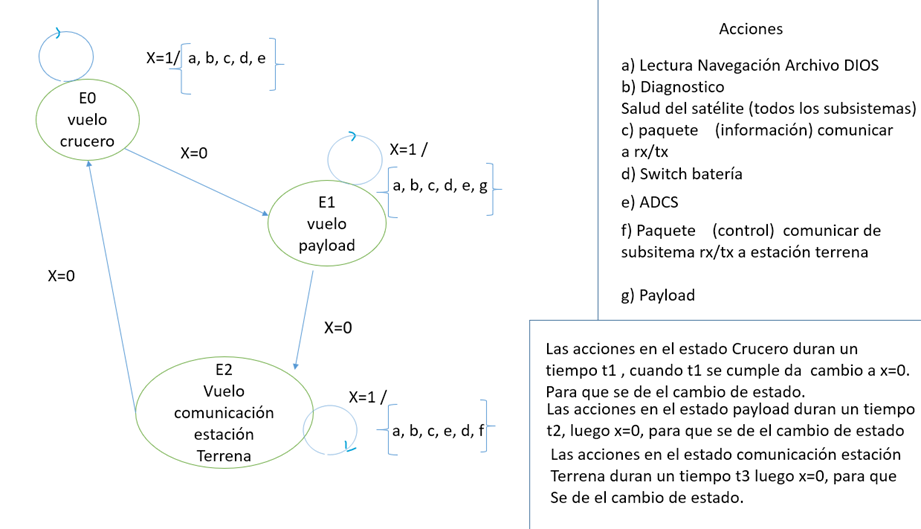 X=1/
a, b, c, d, e
E0
vuelo
crucero
X=0
X=1 /
a, b, c, d, e, g
E1
vuelo
payload
X=0
X=0
E2
Vuelo
comunicación
estación
Terrena
X=1 /
a, b, c, e, d, f
Acciones
a) Lectura Navegación Archivo DIOS
b) Diagnostico
Salud del satélite (todos los subsistemas)
c) paquete (información) comunicar
a rx/tx
d) Switch batería
e) ADCS
f) Paquete (control) comunicar de
subsitema rx/tx a estación terrena
g) Payload
Las acciones en el estado Crucero duran un
tiempo t1 , cuando t1 se cumple da cambio a x=0.
Para que se de el cambio de estado.
Las acciones en el estado payload duran un tiempo
t2, luego x=0, para que se de el cambio de estado
Las acciones en el estado comunicación estación
Terrena duran un tiempo t3 luego x=0, para que
Se de el cambio de estado.